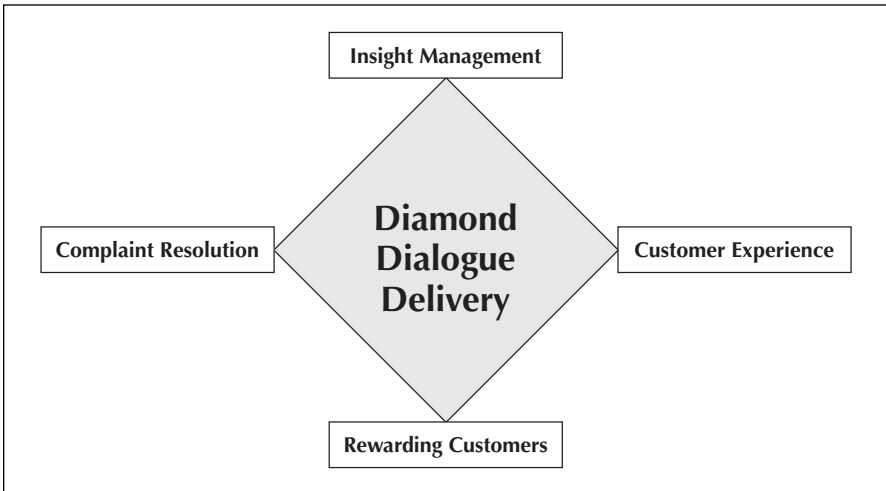 Insight Management
Diamond
Dialogue
Delivery
Complaint Resolution
Customer Experience
Rewarding Customers